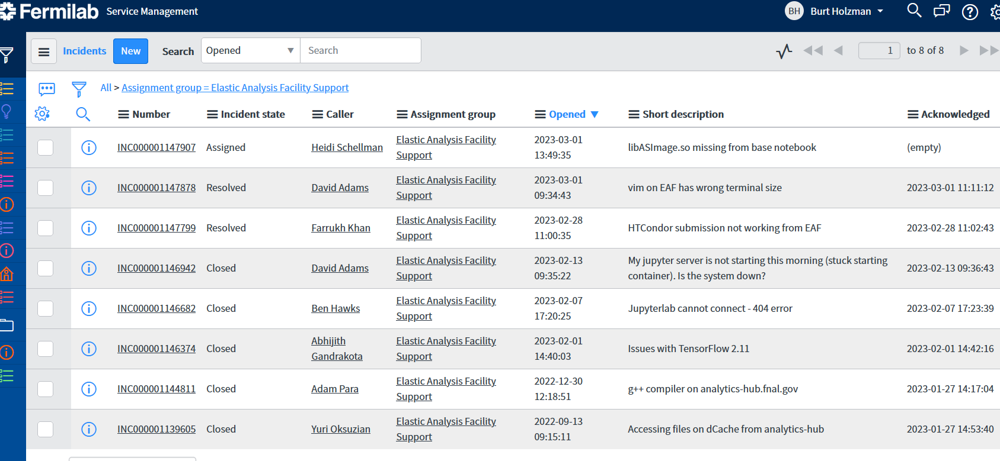 Fermilab Service Management BH Burt Holzman
Incidents New Search Opened Search 1 to 8 of 8
All > Assignment group = Elastic Analysis Facility Support
Number Incident state Caller Assignment group Opened Short description Acknowledged
INC000001147907 Assigned Heidi Schellman Elastic Analysis Facility Support 2023-03-01 13:49:35 libASImage.so missing from base notebook (empty)
INC000001147878 Resolved David Adams Elastic Analysis Facility Support 2023-03-01 09:34:43 vim on EAF has wrong terminal size 2023-03-01 11:11:12
INC000001147799 Resolved Farrukh Khan Elastic Analysis Facility Support 2023-02-28 11:00:35 HTCondor submission not working from EAF 2023-02-28 11:02:43
INC000001146942 Closed David Adams Elastic Analysis Facility Support 2023-02-13 09:35:22 My jupyter server is not starting this morning (stuck starting container). Is the system down? 2023-02-13 09:36:43
INC000001146682 Closed Ben Hawks Elastic Analysis Facility Support 2023-02-07 17:20:25 Jupyterlab cannot connect - 404 error 2023-02-07 17:23:39
INC000001146374 Closed Abhijith Gandrakota Elastic Analysis Facility Support 2023-02-01 14:40:03 Issues with TensorFlow 2.11 2023-02-01 14:42:16
INC000001144811 Closed Adam Para Elastic Analysis Facility Support 2022-12-30 12:18:51 g++ compiler on analytics-hub.fnal.gov 2023-01-27 14:17:04
INC000001139605 Closed Yuri Oksuzian Elastic Analysis Facility Support 2022-09-13 09:15:11 Accessing files on dCache from analytics-hub 2023-01-27 14:53:40